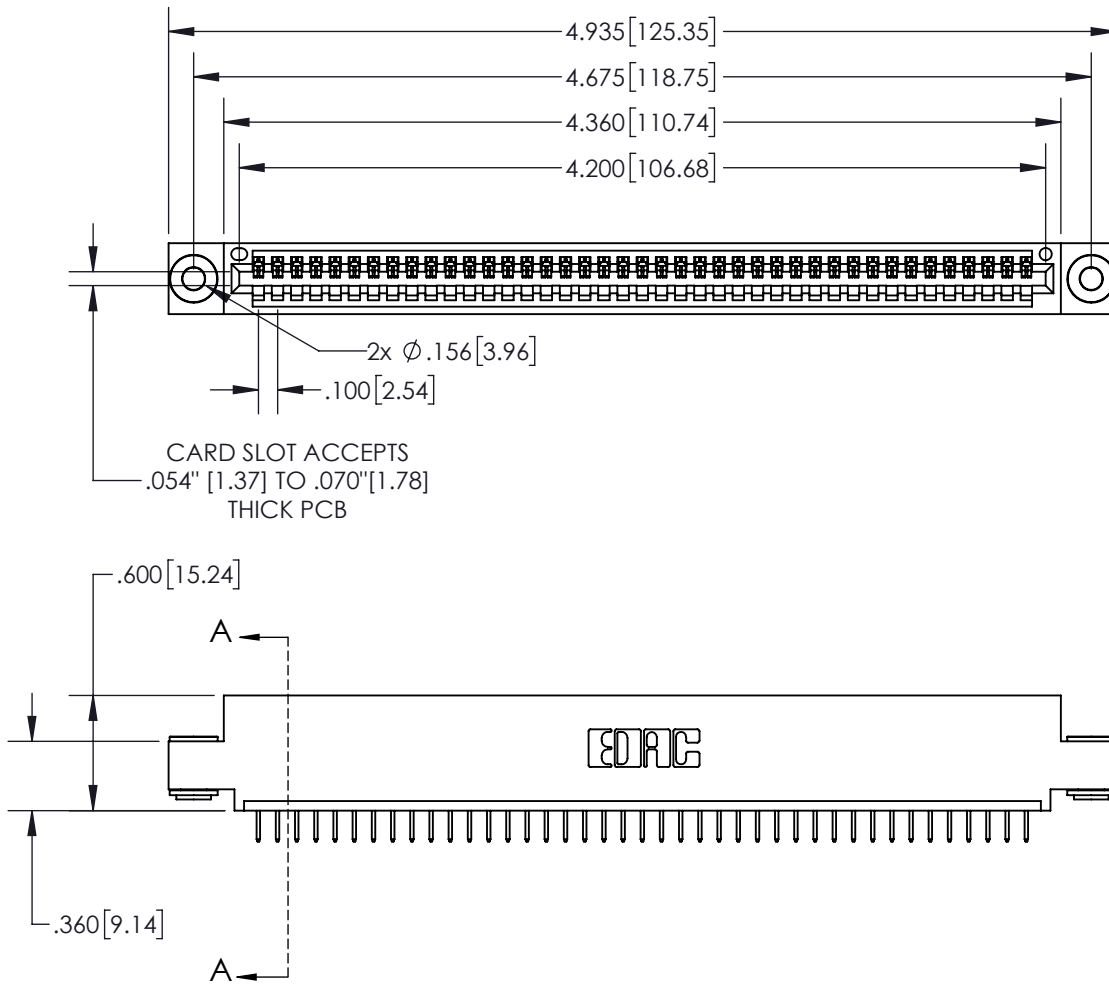 4.935[125.35]
4.675[118.75]
4.360[110.74]
4.200[106.68]
2x Ø.156[3.96]
.100[2.54]
CARD SLOT ACCEPTS
.054" [1.37] TO .070"[1.78]
THICK PCB
.600[15.24]
A
EDAC
.360[9.14]
A